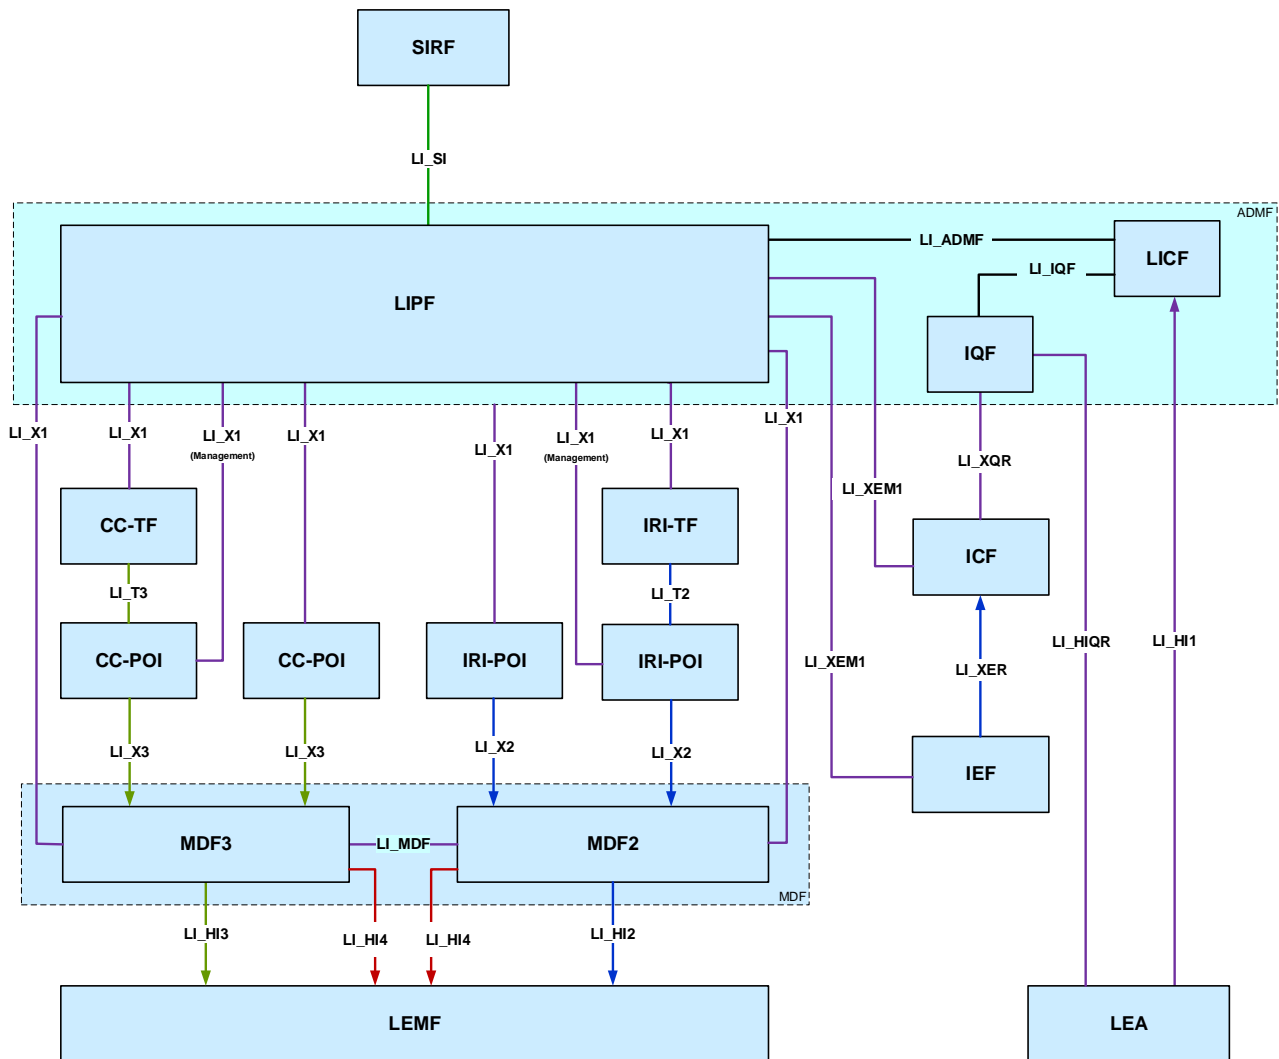 SIRF
LI_SI
ADMF
LI_ADMF
LICF
LI_IQF
LIPF
IQF
LI_X1
LI_X1
LI_X1
(Management)
LI_X1
LI_X1
LI_X1
(Management)
LI_X1
LI_X1
LI_XQR
LI_XEM1
CC-TF
IRI-TF
ICF
LI_T3
LI_T2
LI_HIQR
LI_HI1
CC-POI
CC-POI
IRI-POI
IRI-POI
LI_XEM1
LI_XER
LI_X3
LI_X3
LI_X2
LI_X2
IEF
MDF3
LI_MDF
MDF2
MDF
LI_HI3
LI_HI4
LI_HI4
LI_HI2
LEMF
LEA